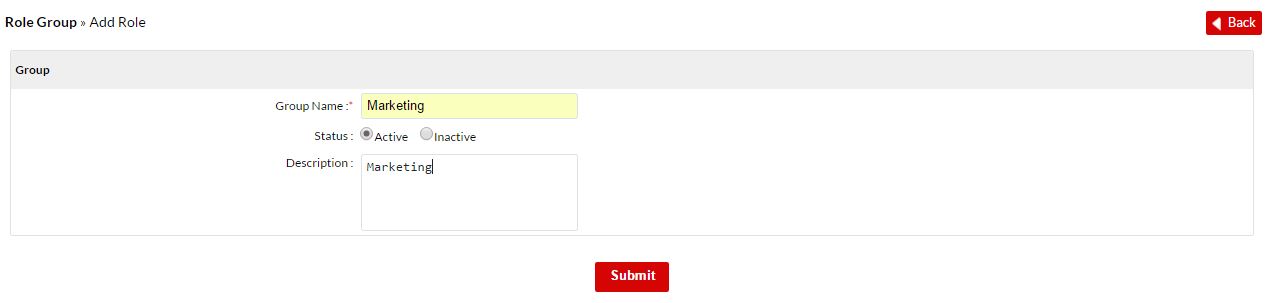 Role Group » Add Role
Back
Group
Group Name :* Marketing
Status : Active Inactive
Description : Marketing
Submit